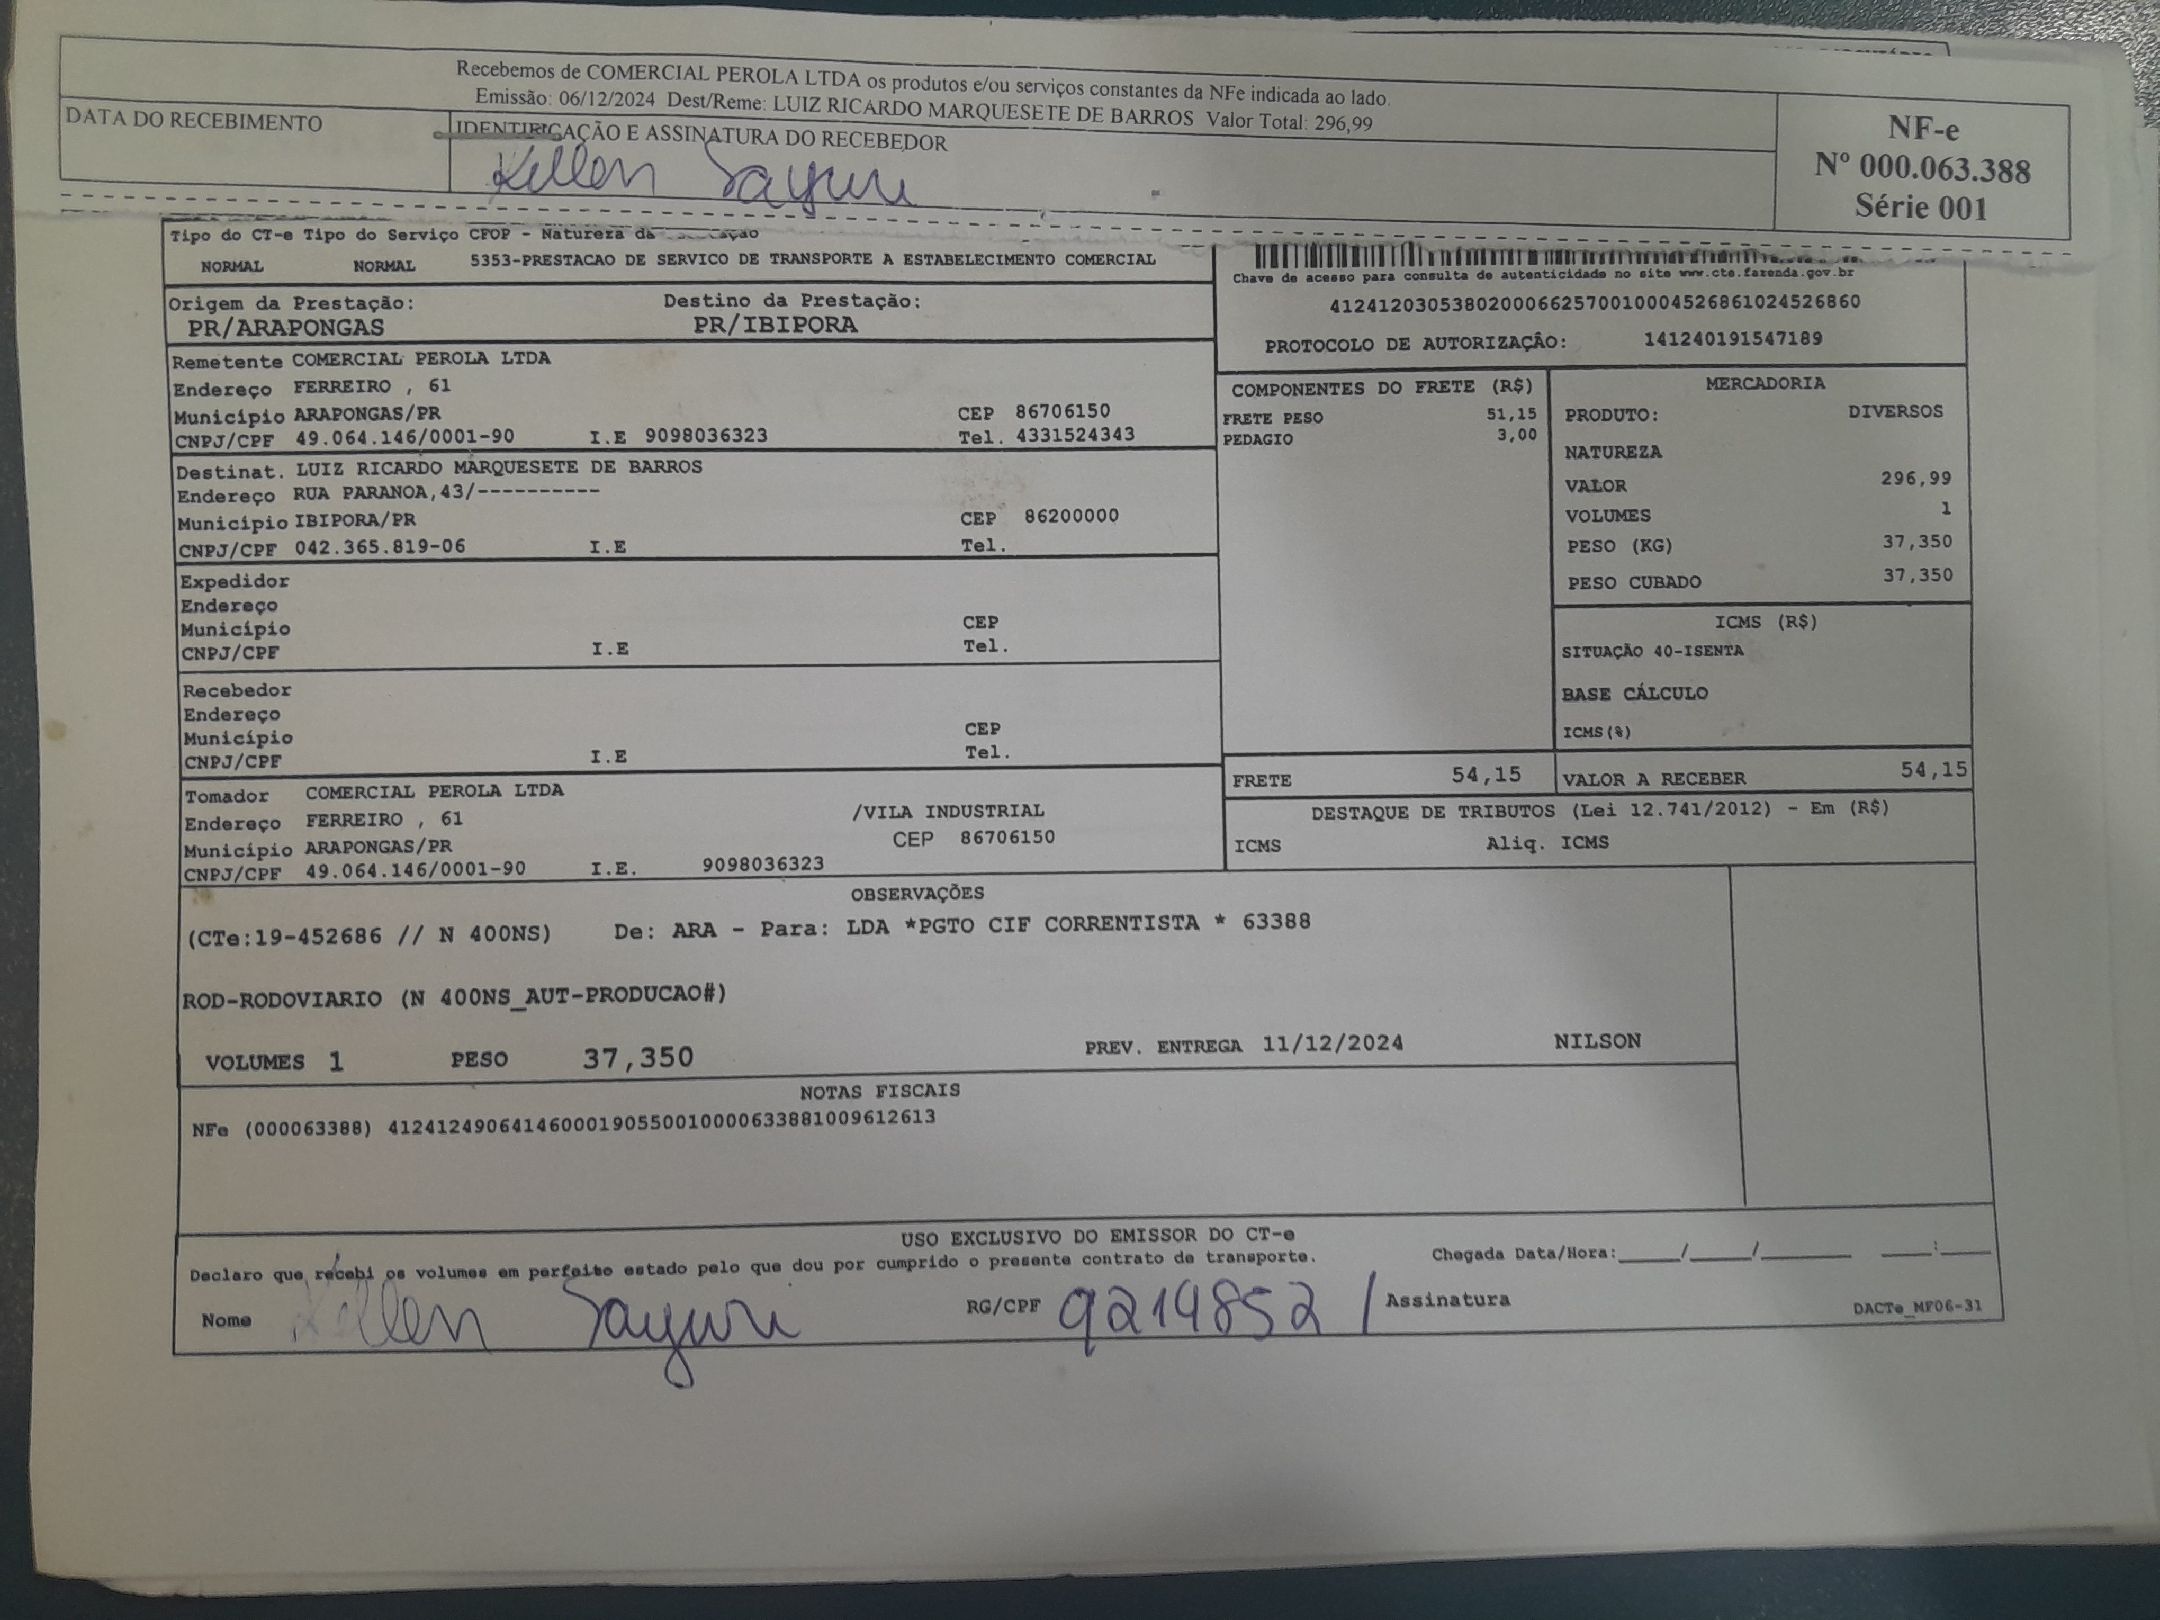 Recebemos de COMERCIAL PEROLA LTDA os produtos e/ou serviços constantes da NFe indicada ao lado.
Emissão: 06/12/2024 Dest/Reme: LUIZ RICARDO MARQUESETE DE BARROS Valor Total: 296,99
DATA DO RECEBIMENTO
IDENTIFICAÇÃO E ASSINATURA DO RECEBEDOR
Kellen Sayuri
NF-e
Nº 000.063.388
Série 001
Tipo do CT-e Tipo do Serviço CFOP - Natureza da
NORMAL NORMAL 5353-PRESTACAO DE SERVICO DE TRANSPORTE A ESTABELECIMENTO COMERCIAL
Chave de acesso para consulta de autenticidade no site www.cte.fazenda.gov.br
41241203053802000662570010004526861024526860
PROTOCOLO DE AUTORIZAÇÃO: 141240191547189
Origem da Prestação: Destino da Prestação:
PR/ARAPONGAS PR/IBIPORA
Remetente COMERCIAL PEROLA LTDA
Endereço FERREIRO , 61
Município ARAPONGAS/PR CEP 86706150
CNPJ/CPF 49.064.146/0001-90 I.E 9098036323 Tel. 4331524343
Destinat. LUIZ RICARDO MARQUESETE DE BARROS
Endereço RUA PARANOA,43/----------
Município IBIPORA/PR CEP 86200000
CNPJ/CPF 042.365.819-06 I.E Tel.
Expedidor
Endereço
Município CEP
CNPJ/CPF I.E Tel.
Recebedor
Endereço
Município CEP
CNPJ/CPF I.E Tel.
Tomador COMERCIAL PEROLA LTDA
Endereço FERREIRO , 61 /VILA INDUSTRIAL
Município ARAPONGAS/PR CEP 86706150
CNPJ/CPF 49.064.146/0001-90 I.E. 9098036323
COMPONENTES DO FRETE (R$)
FRETE PESO 51,15
PEDAGIO 3,00
MERCADORIA
PRODUTO: DIVERSOS
NATUREZA
VALOR 296,99
VOLUMES 1
PESO (KG) 37,350
PESO CUBADO 37,350
ICMS (R$)
SITUAÇÃO 40-ISENTA
BASE CÁLCULO
ICMS(%)
FRETE 54,15 VALOR A RECEBER 54,15
DESTAQUE DE TRIBUTOS (Lei 12.741/2012) - Em (R$)
ICMS Aliq. ICMS
OBSERVAÇÕES
(CTe:19-452686 // N 400NS) De: ARA - Para: LDA *PGTO CIF CORRENTISTA * 63388
ROD-RODOVIARIO (N 400NS_AUT-PRODUCAO#)
VOLUMES 1 PESO 37,350 PREV. ENTREGA 11/12/2024 NILSON
NOTAS FISCAIS
NFe (000063388) 41241249064146000190550010000633881009612613
USO EXCLUSIVO DO EMISSOR DO CT-e
Declaro que recebi os volumes em perfeito estado pelo que dou por cumprido o presente contrato de transporte. Chegada Data/Hora:____/____/______ ____:____
Nome Kellen Sayuri RG/CPF 9214852 / Assinatura DACTe_MF06-31